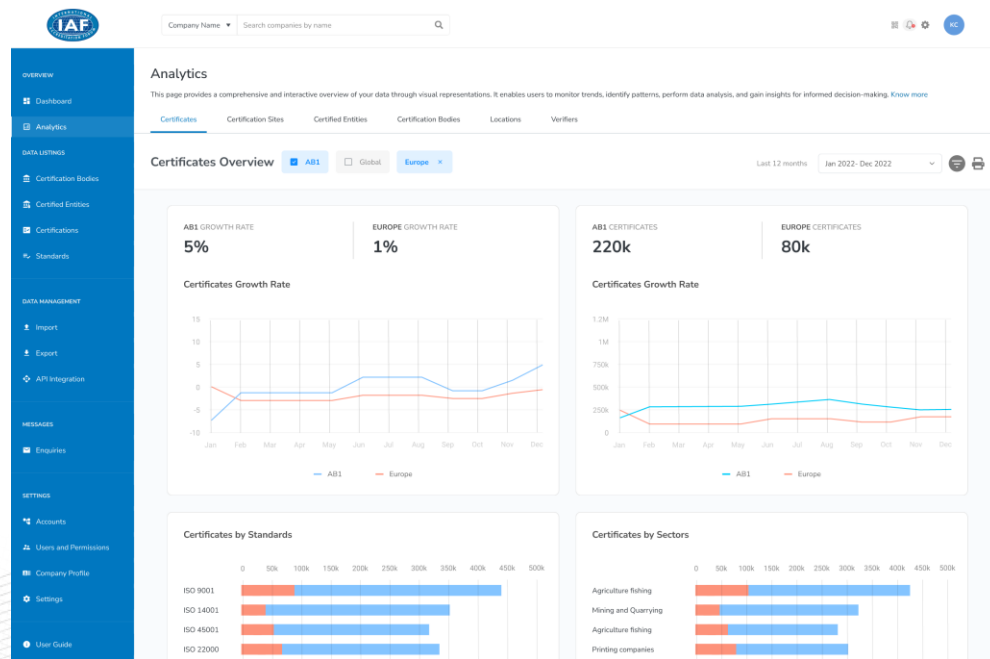 INTERNATIONAL
IAF
ACCREDITATION FORUM
Company Name
Search companies by name
KC
OVERVIEW
Dashboard
Analytics
DATA LISTINGS
Certification Bodies
Certified Entities
Certifications
Standards
DATA MANAGEMENT
Import
Export
API Integration
MESSAGES
Enquiries
SETTINGS
Accounts
Users and Permissions
Company Profile
Settings
User Guide
Analytics
This page provides a comprehensive and interactive overview of your data through visual representations. It enables users to monitor trends, identify patterns, perform data analysis, and gain insights for informed decision-making. Know more
Certificates Certification Sites Certified Entities Certification Bodies Locations Verifiers
Certificates Overview AB1 Global Europe × Last 12 months Jan 2022- Dec 2022
AB1 GROWTH RATE EUROPE GROWTH RATE
5% 1%
Certificates Growth Rate
15
10
5
0
-5
-10
Jan Feb Mar Apr May Jun Jul Aug Sep Oct Nov Dec
AB1 Europe
AB1 CERTIFICATES EUROPE CERTIFICATES
220k 80k
Certificates Growth Rate
1.2M
1M
750k
500k
250k
0
Jan Feb Mar Apr May Jun Jul Aug Sep Oct Nov Dec
AB1 Europe
Certificates by Standards
0 50k 100k 150k 200k 300k 350k 400k 450k 500k
ISO 9001
ISO 14001
ISO 45001
ISO 22000
Certificates by Sectors
0 50k 100k 150k 200k 250k 300k 350k 400k 450k 500k
Agriculture fishing
Mining and Quarrying
Agriculture fishing
Printing companies